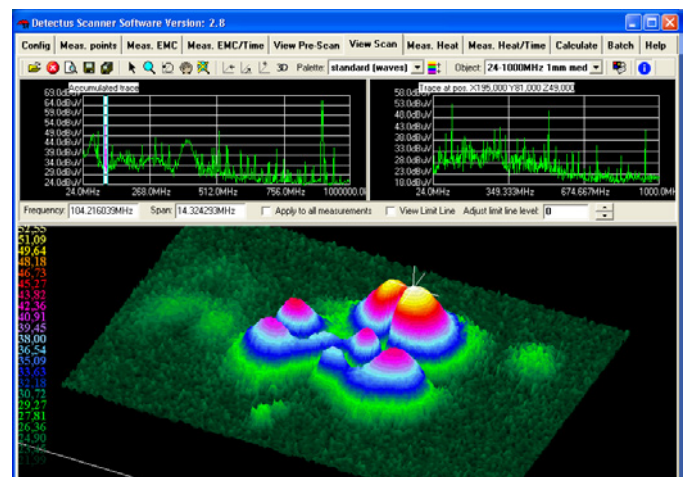 Detectus Scanner Software Version: 2.8
Config Meas. points Meas. EMC Meas. EMC/Time View Pre-Scan View Scan Meas. Heat Meas. Heat/Time Calculate Batch Help
3D Palette: standard (waves) Object: 24-1000MHz 1mm med
Accumulated trace
69.0dBuV
64.0dBuV
59.0dBuV
54.0dBuV
49.0dBuV
44.0dBuV
39.0dBuV
34.0dBuV
29.0dBuV
24.0dBuV
24.0MHz 268.0MHz 512.0MHz 756.0MHz 1000000.0
Trace at pos. X195,000 Y81,000 Z49,000
58.0dBuV
53.0dBuV
48.0dBuV
43.0dBuV
38.0dBuV
33.0dBuV
28.0dBuV
23.0dBuV
18.0dBuV
24.0MHz 349.333MHz 674.667MHz 1000.0MH
Frequency: 104.216039MHz Span: 14.324293MHz Apply to all measurements View Limit Line Adjust limit line level: 0
52,55
51,09
49,64
48,18
46,73
45,27
43,82
42,36
40,91
39,45
38,00
36,54
35,09
33,63
32,18
30,72
29,27
27,81
26,36
24,90